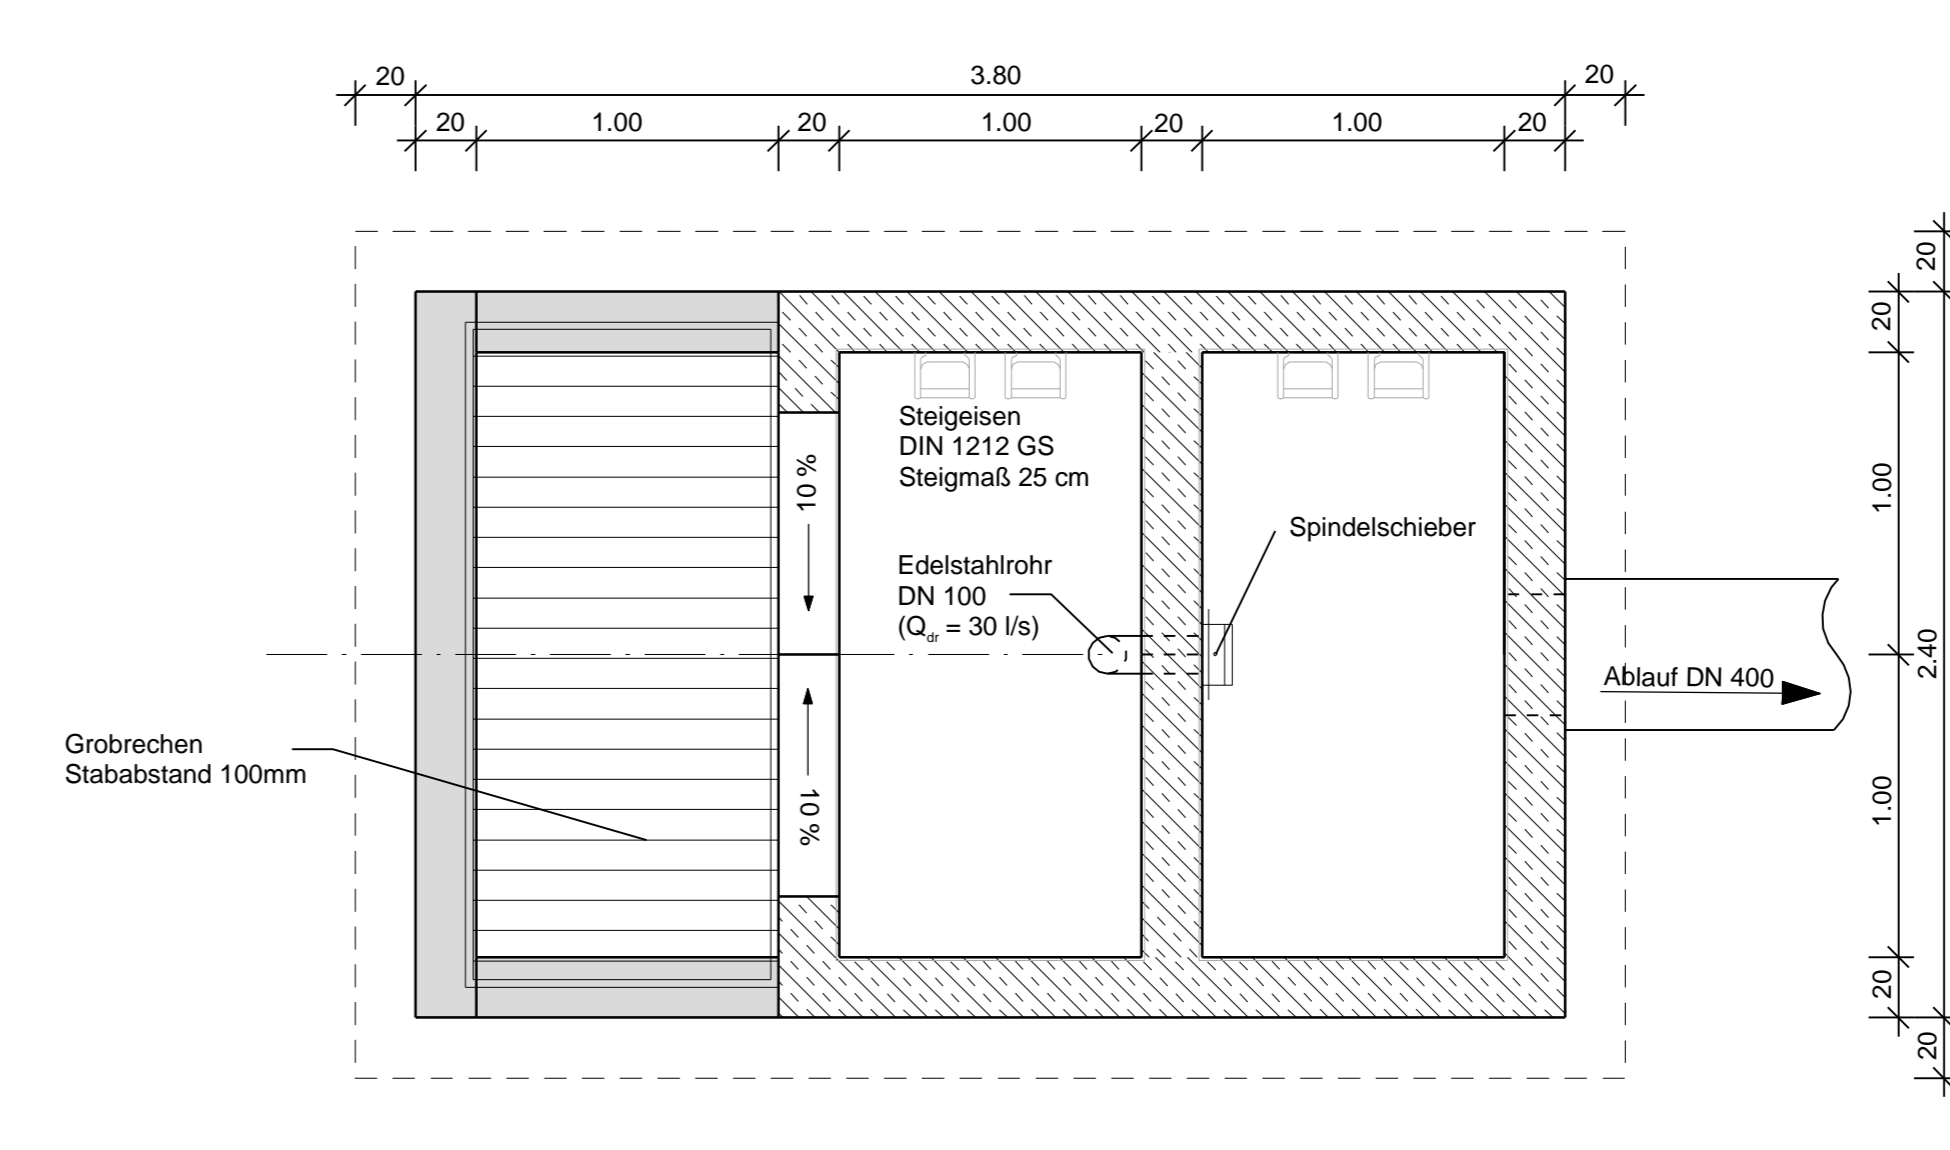 20
3.80
20
20
1.00
20
1.00
20
1.00
20
20
20
1.00
2.40
1.00
20
20
10 %
10 %
Steigeisen
DIN 1212 GS
Steigmaß 25 cm
Edelstahlrohr
DN 100
(Qdr = 30 l/s)
Spindelschieber
Ablauf DN 400
Grobrechen
Stababstand 100mm